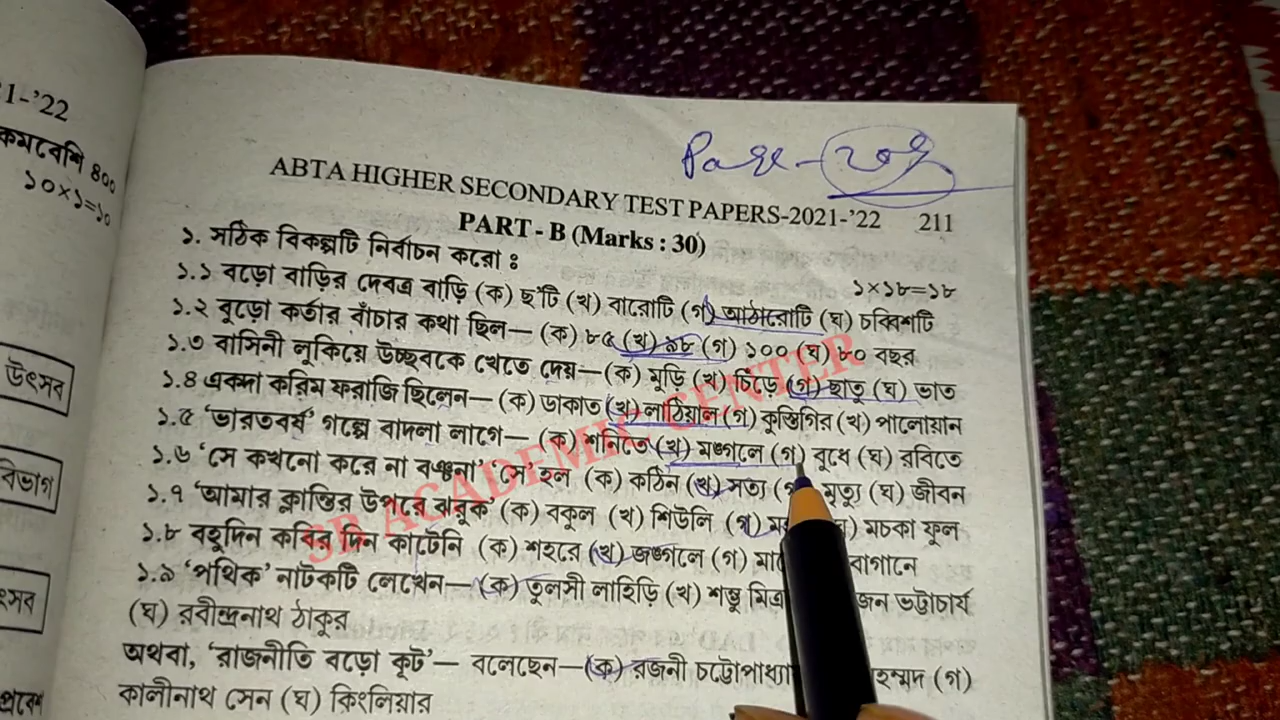 1-'22
কমবেশি ৪০০
১০×১=১০
উৎসব
বিভাগ
ৎসব
প্রবেশ
Page - ২০৭
ABTA HIGHER SECONDARY TEST PAPERS-2021-'22 211
PART - B (Marks : 30)
১. সঠিক বিকল্পটি নির্বাচন করো : ১×১৮=১৮
১.১ বড়ো বাড়ির দেবত্র বাড়ি (ক) ছ'টি (খ) বারোটি (গ) আঠারোটি (ঘ) চব্বিশটি
১.২ বুড়ো কর্তার বাঁচার কথা ছিল— (ক) ৮৫ (খ) ৯৮ (গ) ১০০ (ঘ) ৮০ বছর
১.৩ বাসিনী লুকিয়ে উচ্ছবকে খেতে দেয়—(ক) মুড়ি (খ) চিঁড়ে (গ) ছাতু (ঘ) ভাত
১.৪ একদা করিম ফরাজি ছিলেন— (ক) ডাকাত (খ) লাঠিয়াল (গ) কুস্তিগির (খ) পালোয়ান
১.৫ 'ভারতবর্ষ' গল্পে বাদলা লাগে— (ক) শনিতে (খ) মঙ্গলে (গ) বুধে (ঘ) রবিতে
১.৬ 'সে কখনো করে না বঞ্চনা' 'সে' হল (ক) কঠিন (খ) সত্য মৃত্যু (ঘ) জীবন
১.৭ 'আমার ক্লান্তির উপরে ঝরুক' (ক) বকুল (খ) শিউলি (গ) মচকা ফুল
১.৮ বহুদিন কবির দিন কাটেনি (ক) শহরে (খ) জঙ্গলে (গ) বাগানে
১.৯ 'পথিক' নাটকটি লেখেন— (ক) তুলসী লাহিড়ি (খ) শম্ভু মিত্র জন ভট্টাচার্য
(ঘ) রবীন্দ্রনাথ ঠাকুর
অথবা, 'রাজনীতি বড়ো কূট'— বলেছেন—(ক) রজনী চট্টোপাধ্যা হম্মদ (গ)
কালীনাথ সেন (ঘ) কিংলিয়ার
SR ACADEMIC CENTER